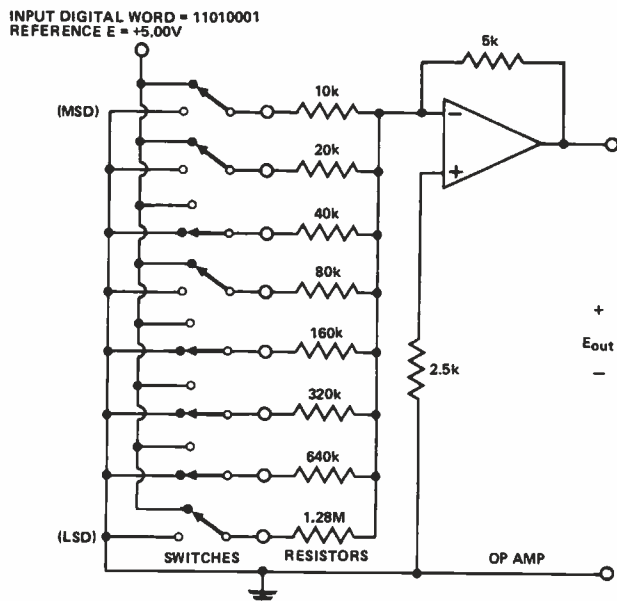 INPUT DIGITAL WORD = 11010001
REFERENCE E = +5.00V
5k
(MSD)
10k
−
+
20k
40k
80k
+
Eout
−
160k
2.5k
320k
640k
1.28M
(LSD)
SWITCHES
RESISTORS
OP AMP